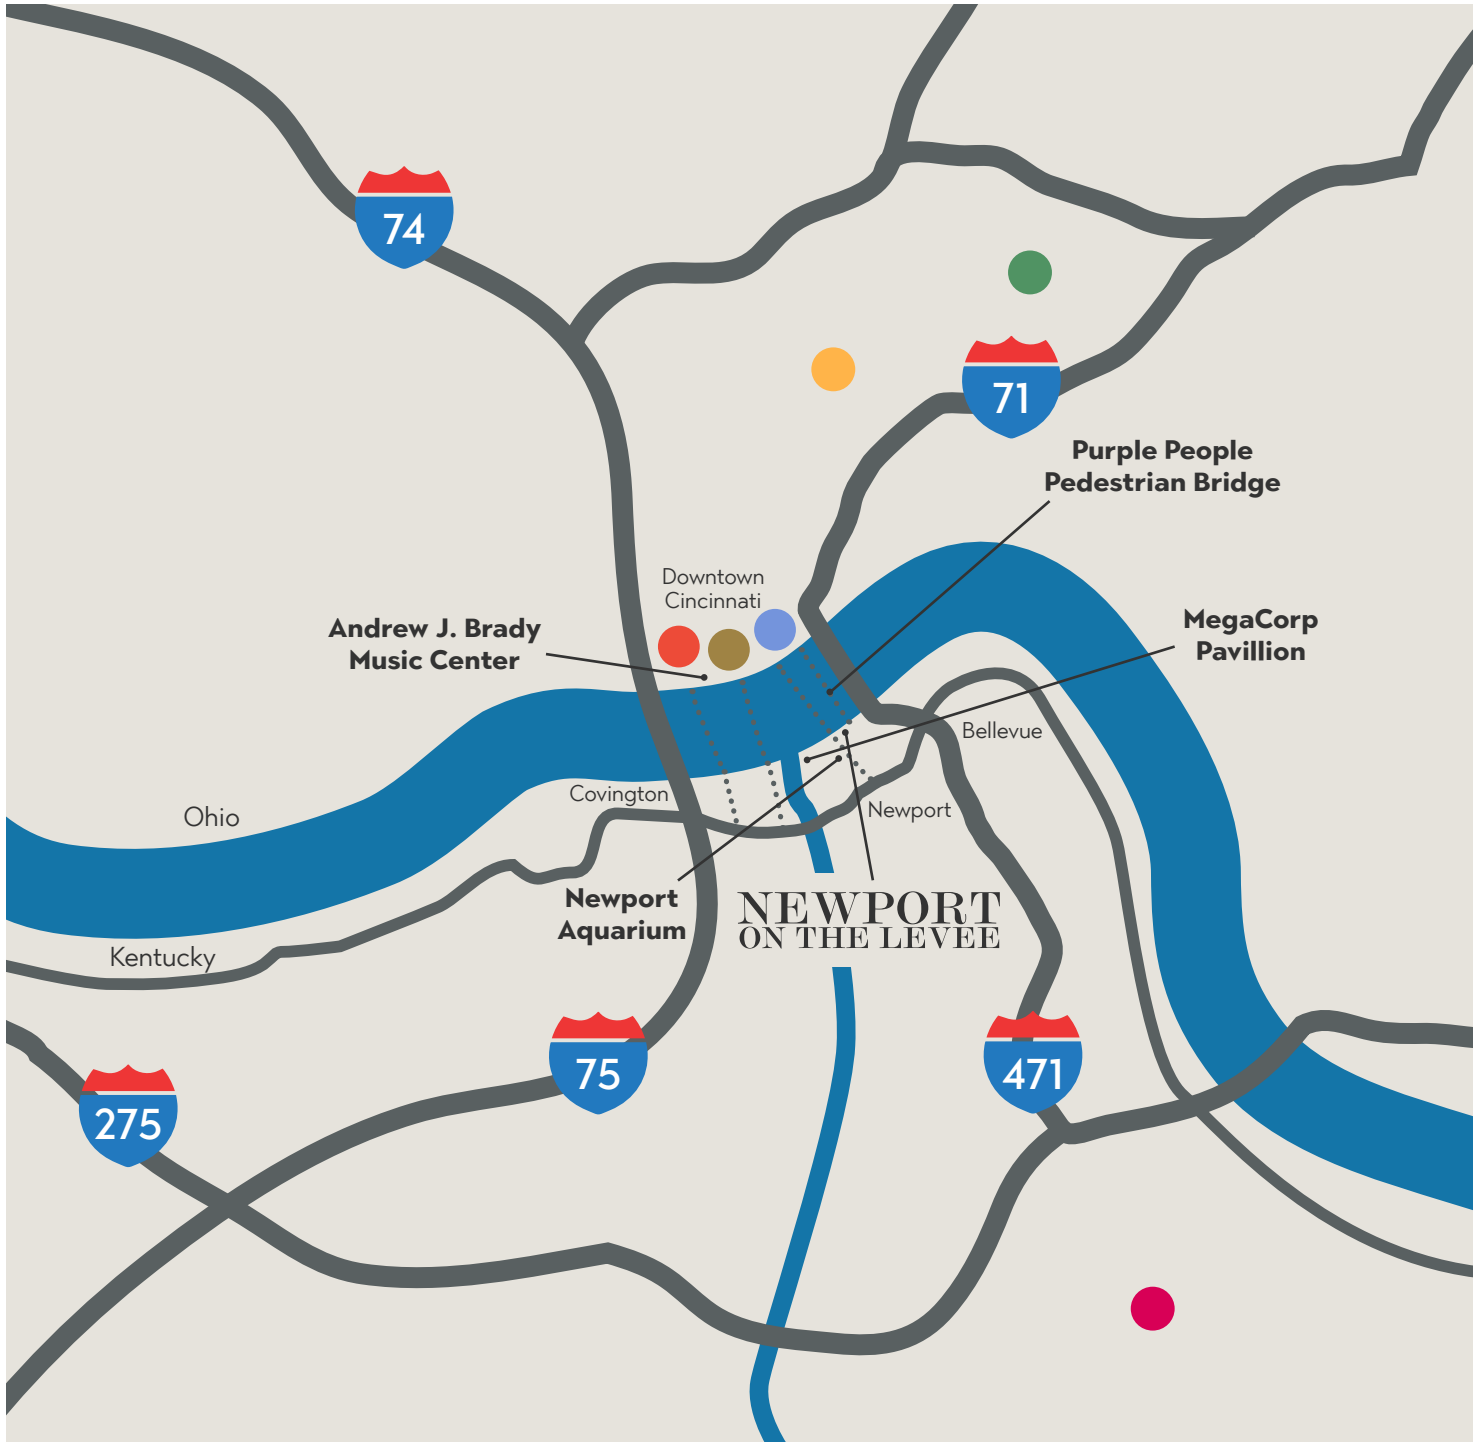 74
71
Purple People
Pedestrian Bridge
Downtown
Cincinnati
Andrew J. Brady
Music Center
MegaCorp
Pavillion
Bellevue
Covington
Ohio
Newport
Newport
Aquarium
NEWPORT
ON THE LEVEE
Kentucky
75
471
275